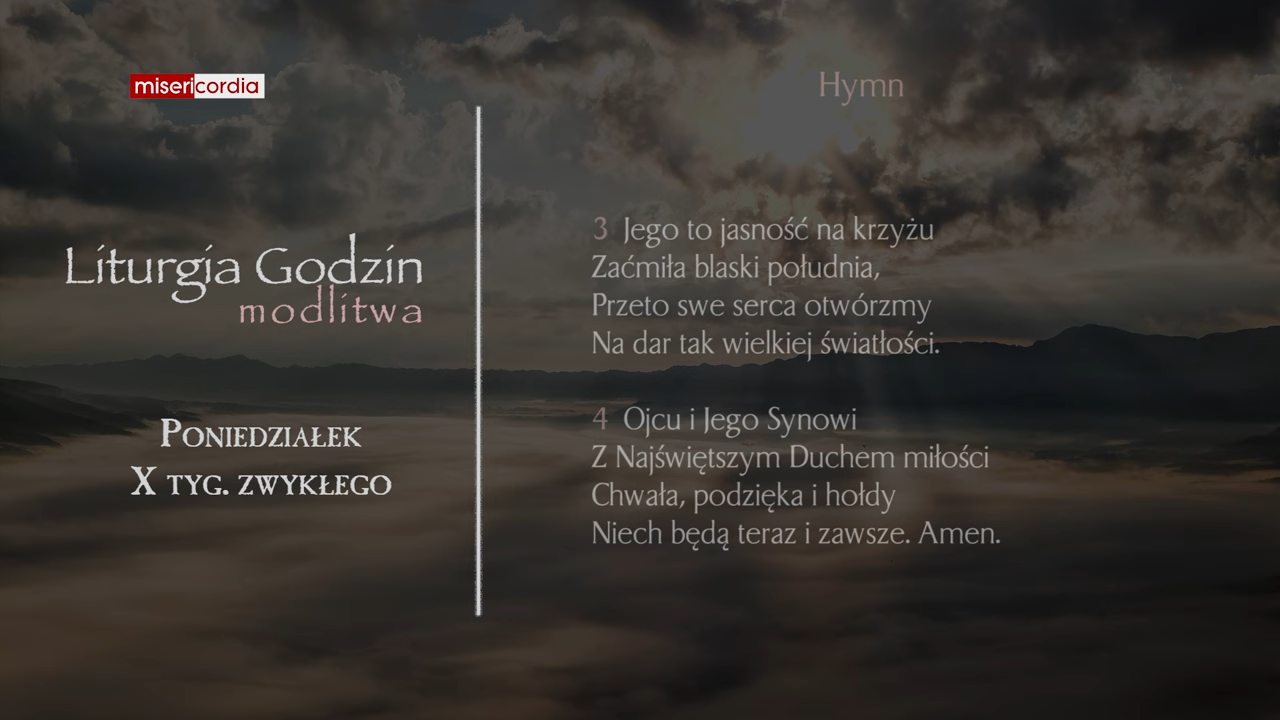 misericordia
Liturgia Godzin
modlitwa
Poniedziałek
X tyg. zwykłego
Hymn
3 Jego to jasność na krzyżu
Zaćmiła blaski południa,
Przeto swe serca otwórzmy
Na dar tak wielkiej światłości.
4 Ojcu i Jego Synowi
Z Najświętszym Duchem miłości
Chwała, podzięka i hołdy
Niech będą teraz i zawsze. Amen.